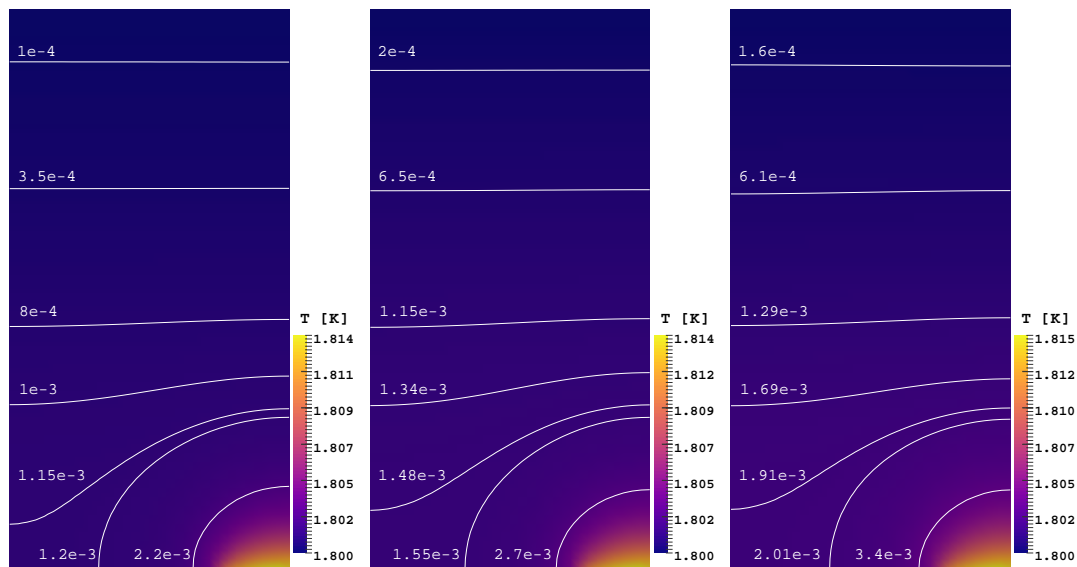 1e-4
3.5e-4
8e-4
1e-3
1.15e-3
1.2e-3
2.2e-3
T [K]
1.814
1.811
1.809
1.807
1.805
1.802
1.800
2e-4
6.5e-4
1.15e-3
1.34e-3
1.48e-3
1.55e-3
2.7e-3
T [K]
1.814
1.812
1.809
1.807
1.805
1.802
1.800
1.6e-4
6.1e-4
1.29e-3
1.69e-3
1.91e-3
2.01e-3
3.4e-3
T [K]
1.815
1.812
1.810
1.807
1.805
1.802
1.800